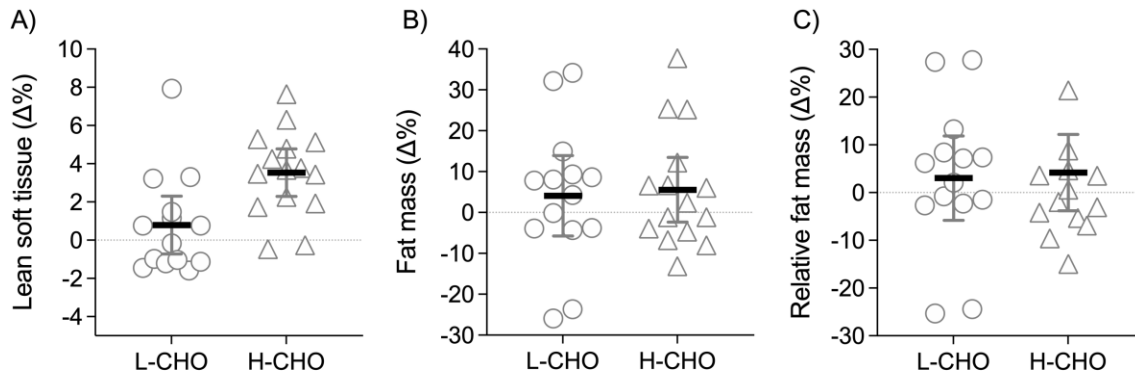 A)
Lean soft tissue (Δ%)
10
8
6
4
2
0
-2
-4
L-CHO H-CHO
B)
Fat mass (Δ%)
40
30
20
10
0
-10
-20
-30
L-CHO H-CHO
C)
Relative fat mass (Δ%)
30
20
10
0
-10
-20
-30
L-CHO H-CHO